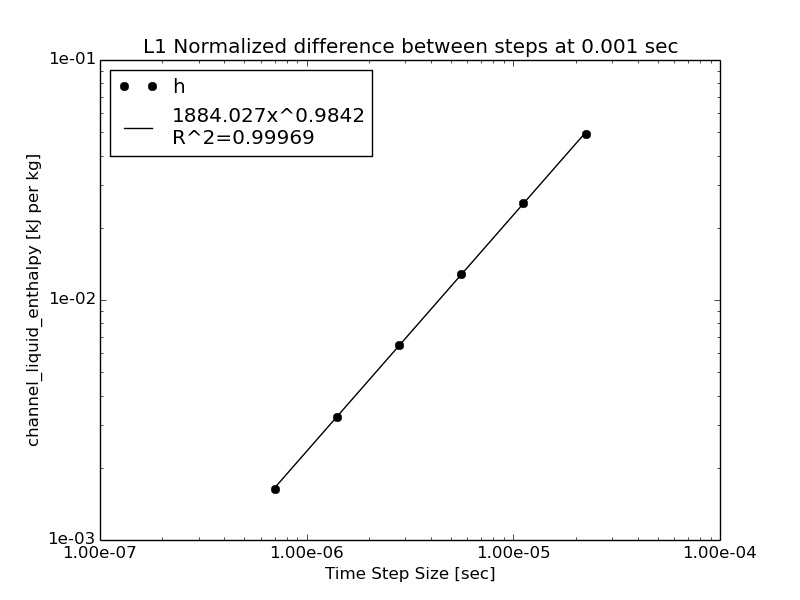 L1 Normalized difference between steps at 0.001 sec
1e-01
h
1884.027x^0.9842
R^2=0.99969
channel_liquid_enthalpy [kJ per kg]
1e-02
1e-03
1.00e-07
1.00e-06
1.00e-05
1.00e-04
Time Step Size [sec]